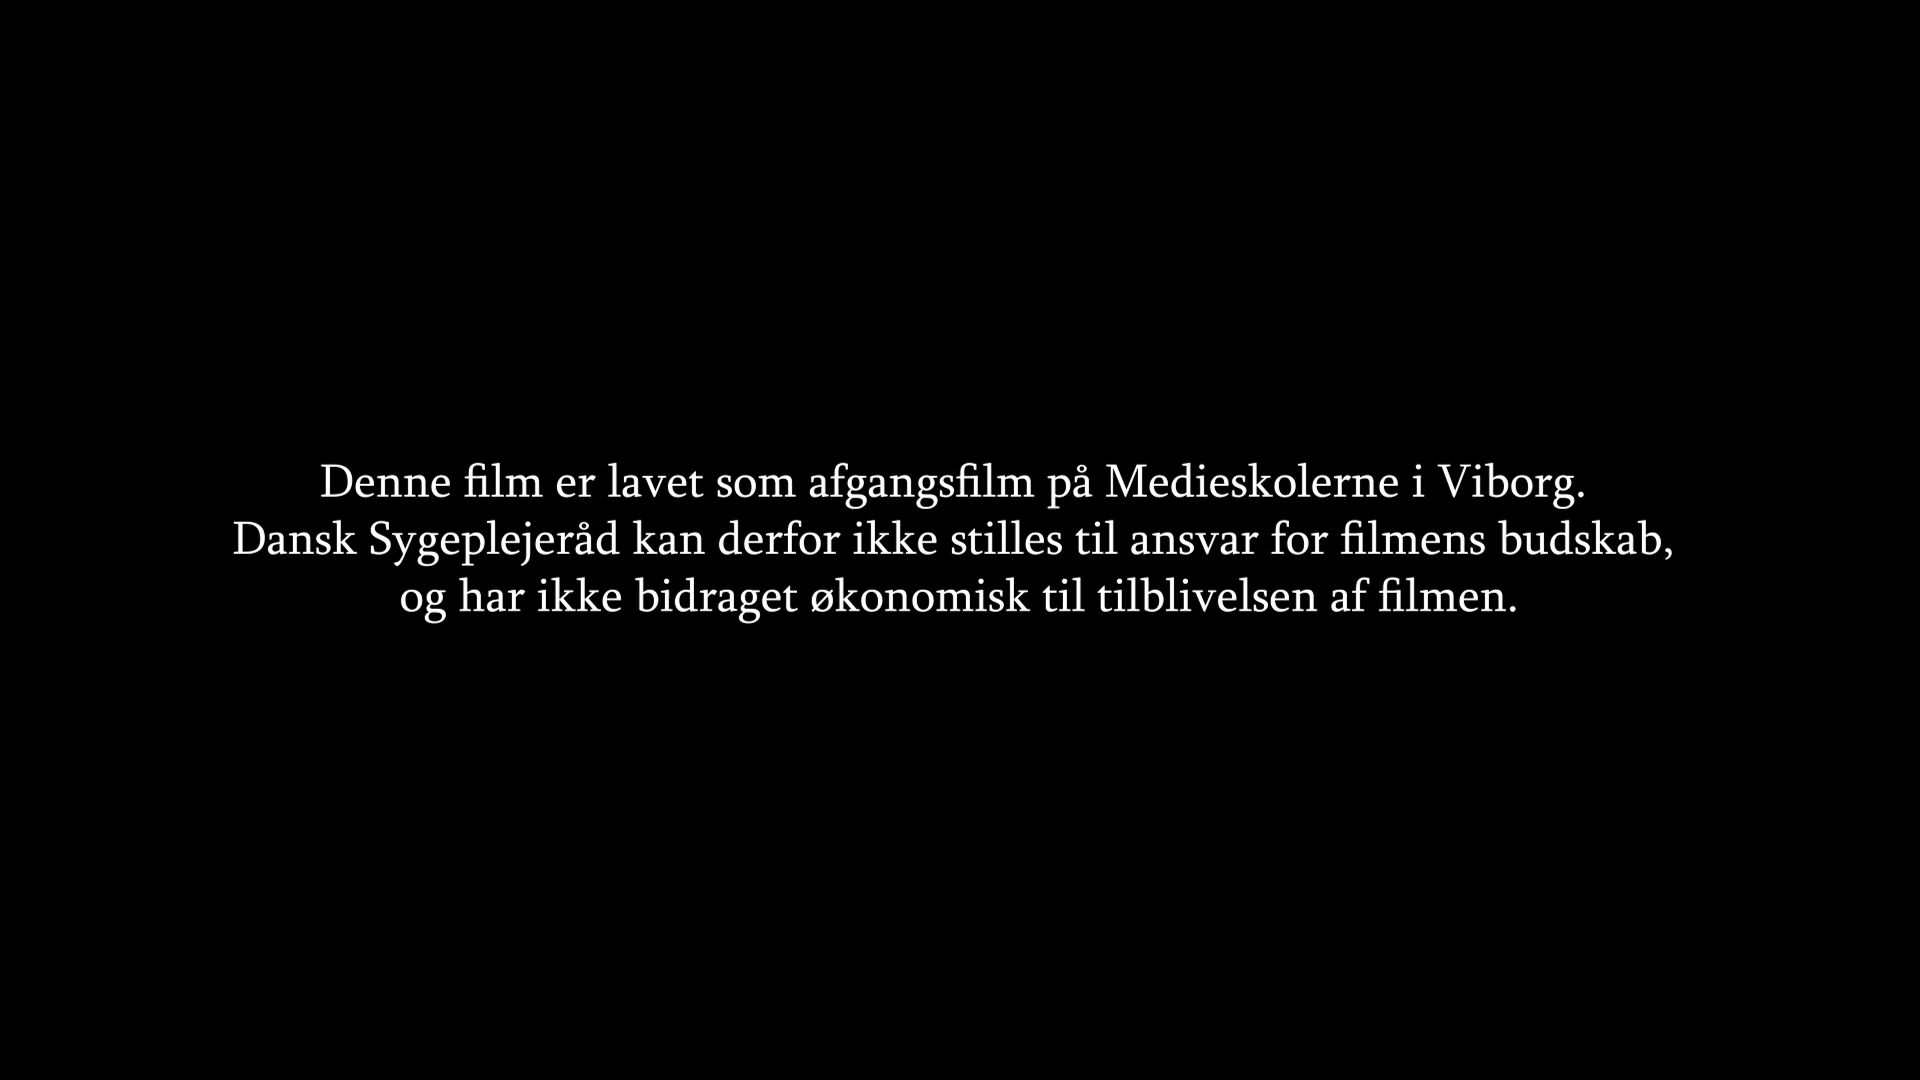 Denne film er lavet som afgangsfilm på Medieskolerne i Viborg.
Dansk Sygeplejeråd kan derfor ikke stilles til ansvar for filmens budskab,
og har ikke bidraget økonomisk til tilblivelsen af filmen.